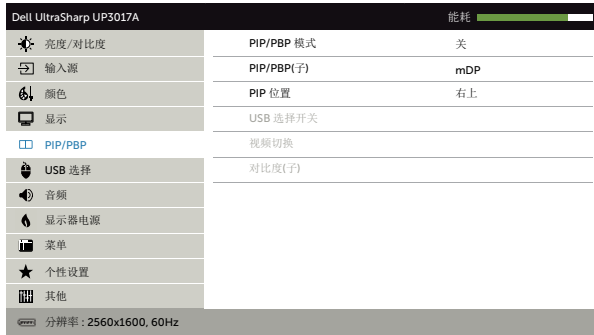 Dell UltraSharp UP3017A 能耗
亮度/对比度 PIP/PBP 模式 关
输入源 PIP/PBP(子) mDP
颜色 PIP 位置 右上
显示 USB 选择开关
PIP/PBP 视频切换
USB 选择 对比度(子)
音频
显示器电源
菜单
个性设置
其他
分辨率 : 2560x1600, 60Hz